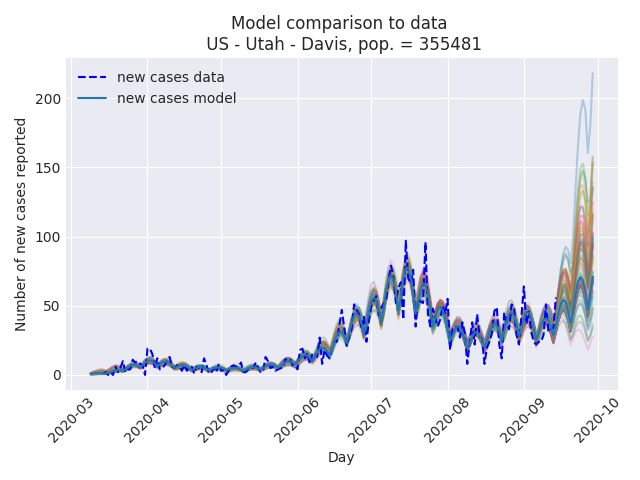 Model comparison to data
US - Utah - Davis, pop. = 355481
new cases data
new cases model
Number of new cases reported
200
150
100
50
0
2020-03
2020-04
2020-05
2020-06
2020-07
2020-08
2020-09
2020-10
Day